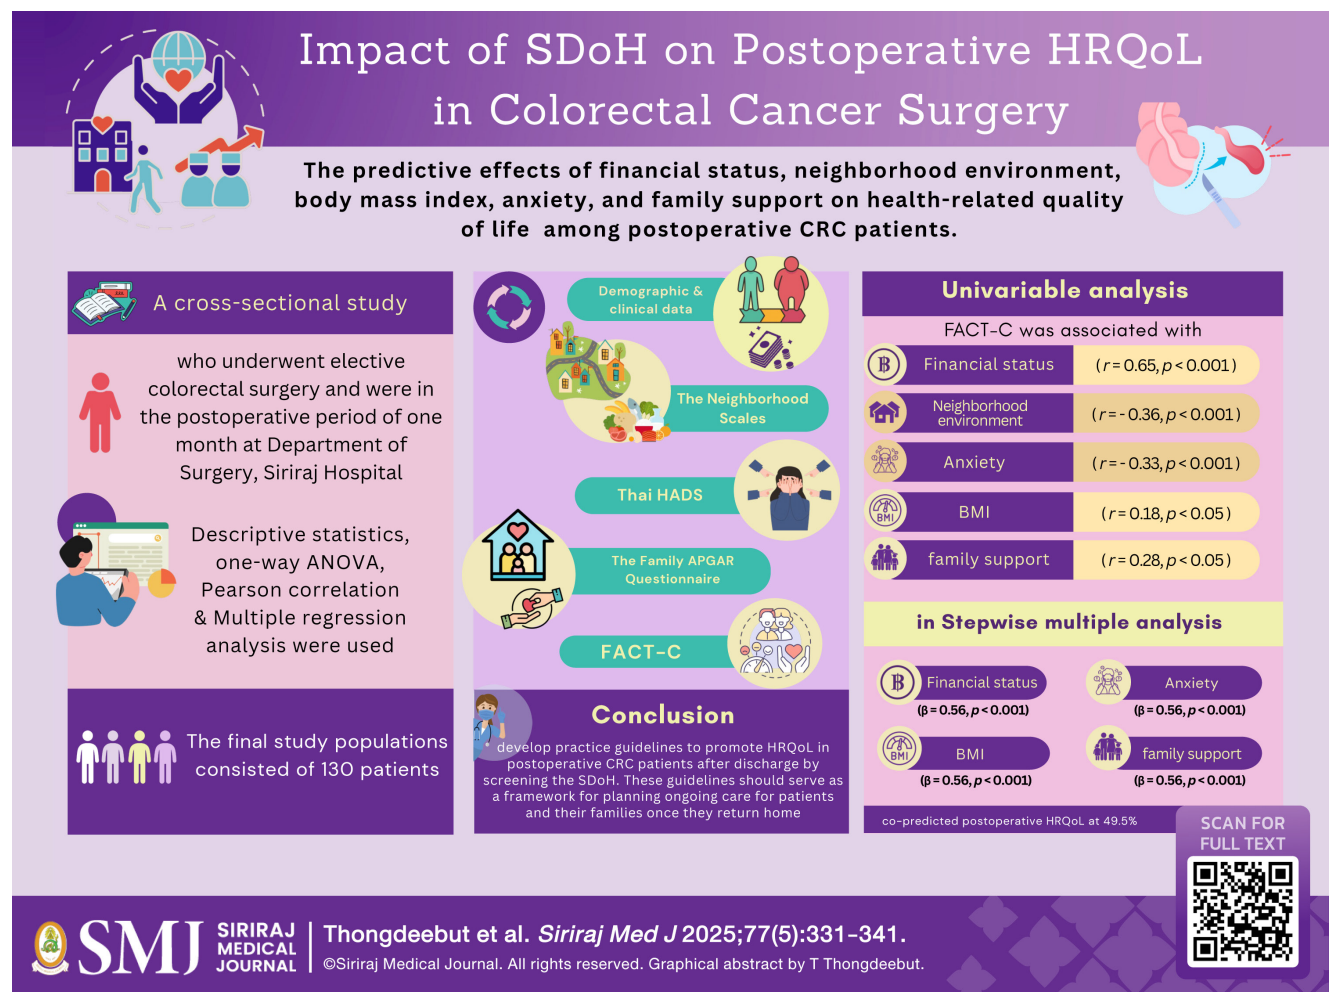 Impact of SDoH on Postoperative HRQoL
in Colorectal Cancer Surgery
The predictive effects of financial status, neighborhood environment,
body mass index, anxiety, and family support on health-related quality
of life among postoperative CRC patients.
A cross-sectional study
who underwent elective
colorectal surgery and were in
the postoperative period of one
month at Department of
Surgery, Siriraj Hospital
Descriptive statistics,
one-way ANOVA,
Pearson correlation
& Multiple regression
analysis were used
The final study populations
consisted of 130 patients
Demographic &
clinical data
The Neighborhood
Scales
Thai HADS
The Family APGAR
Questionnaire
FACT-C
Conclusion
develop practice guidelines to promote HRQoL in
postoperative CRC patients after discharge by
screening the SDoH. These guidelines should serve as
a framework for planning ongoing care for patients
and their families once they return home
Univariable analysis
FACT-C was associated with
Financial status (r = 0.65, p < 0.001)
Neighborhood
environment (r = - 0.36, p < 0.001)
Anxiety (r = - 0.33, p < 0.001)
BMI BMI (r = 0.18, p < 0.05)
family support (r = 0.28, p < 0.05)
in Stepwise multiple analysis
Financial status
(β = 0.56, p < 0.001)
Anxiety
(β = 0.56, p < 0.001)
BMI BMI
(β = 0.56, p < 0.001)
family support
(β = 0.56, p < 0.001)
co-predicted postoperative HRQoL at 49.5%
SCAN FOR
FULL TEXT
SMJ
SIRIRAJ
MEDICAL
JOURNAL
Thongdeebut et al. Siriraj Med J 2025;77(5):331-341.
©Siriraj Medical Journal. All rights reserved. Graphical abstract by T Thongdeebut.